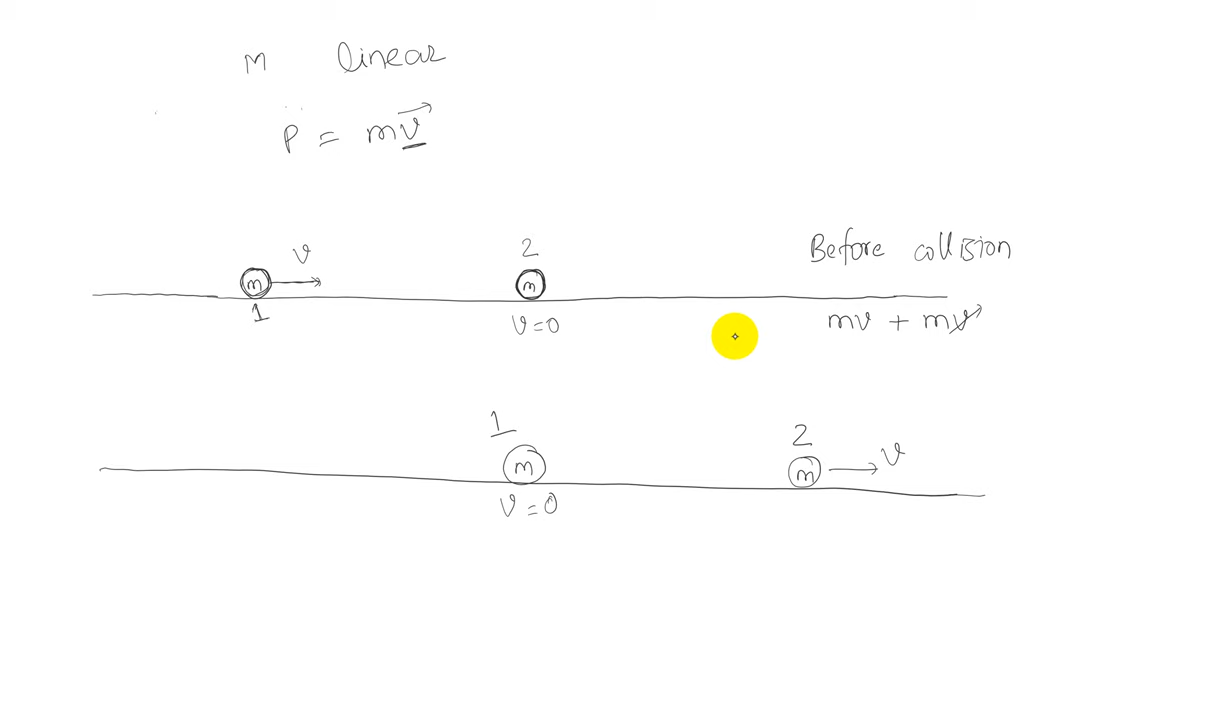 m linear
P = mv⃗
v
2
Before collision
m
m
1
v = 0
mv + mv
1
2
v
m
m
v = 0